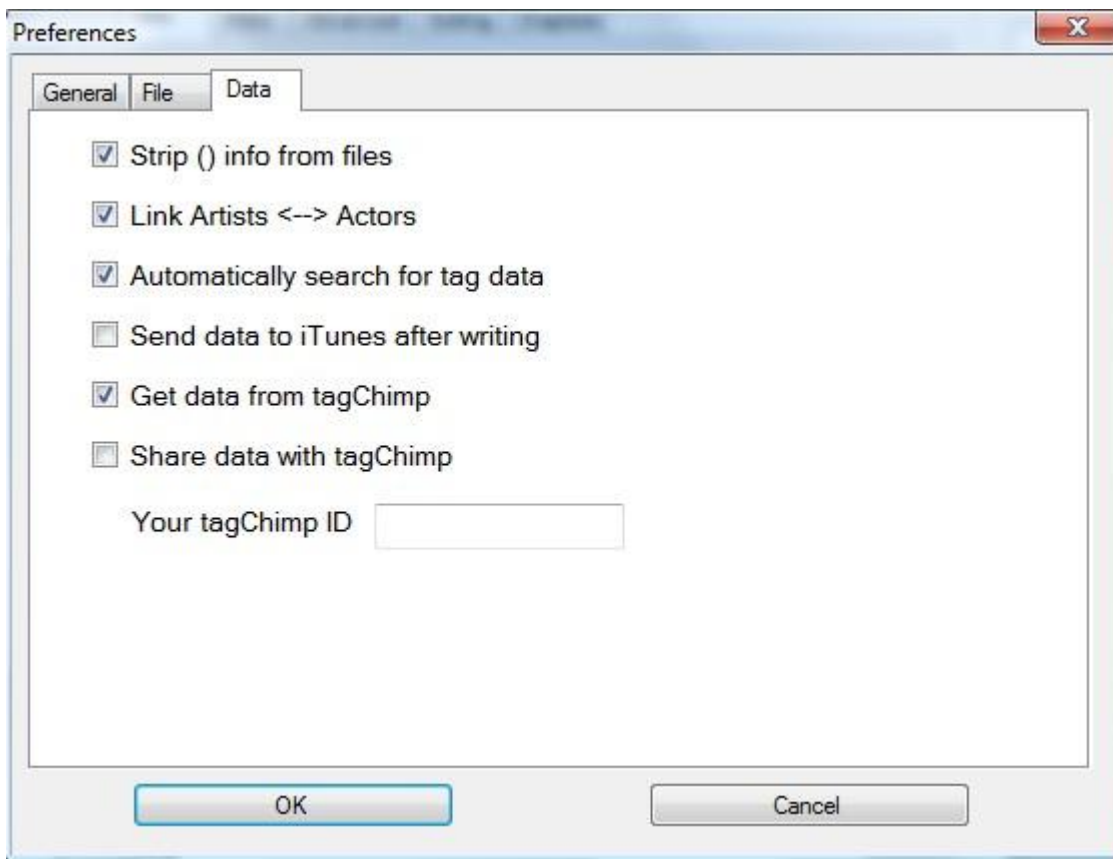 Preferences
General File Data
Strip () info from files
Link Artists <--> Actors
Automatically search for tag data
Send data to iTunes after writing
Get data from tagChimp
Share data with tagChimp
Your tagChimp ID
OK Cancel